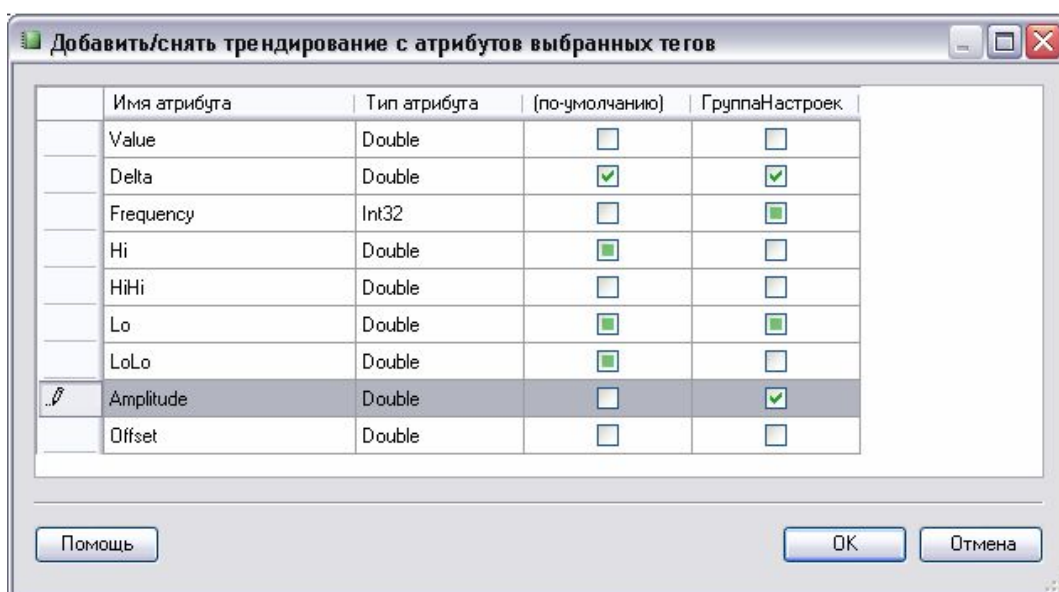 Добавить/снять трендирование с атрибутов выбранных тегов
Имя атрибута Тип атрибута (по-умолчанию) ГруппаНастроек
Value Double
Delta Double
Frequency Int32
Hi Double
HiHi Double
Lo Double
LoLo Double
Amplitude Double
Offset Double
Помощь OK Отмена